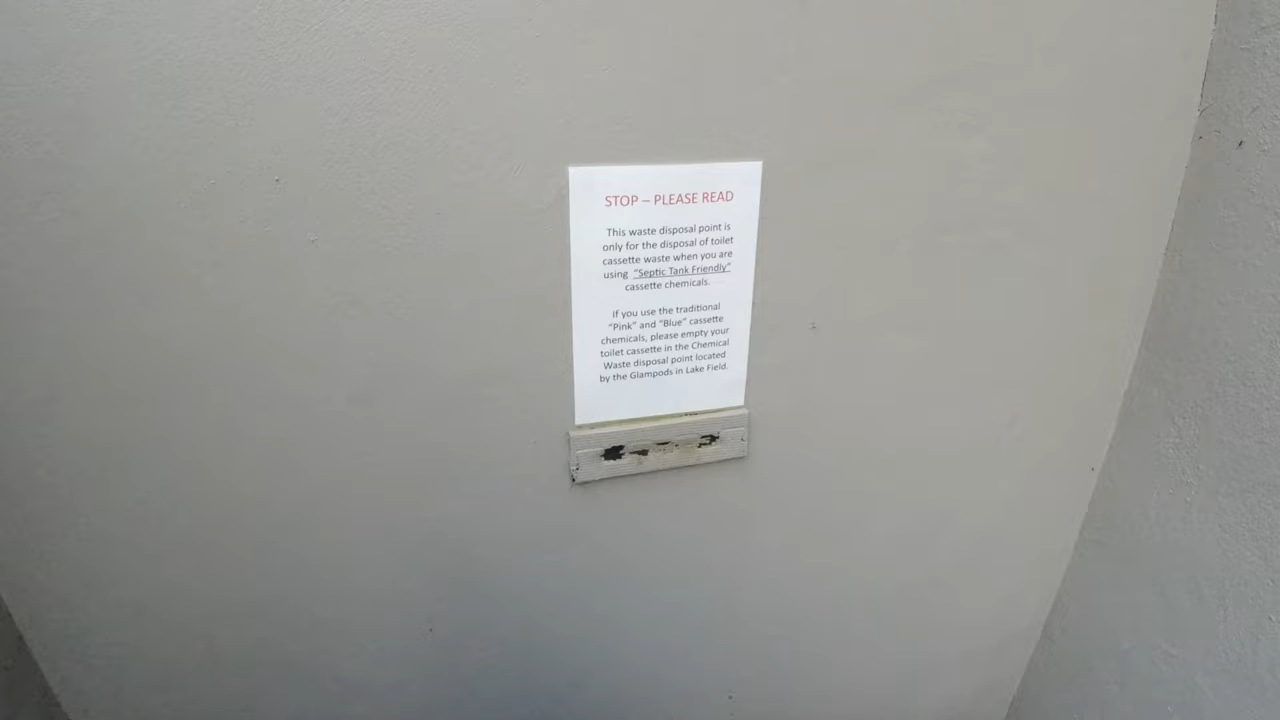 STOP – PLEASE READ
This waste disposal point is
only for the disposal of toilet
cassette waste when you are
using "Septic Tank Friendly"
cassette chemicals.
If you use the traditional
"Pink" and "Blue" cassette
chemicals, please empty your
toilet cassette in the Chemical
Waste disposal point located
by the Glampods in Lake Field.